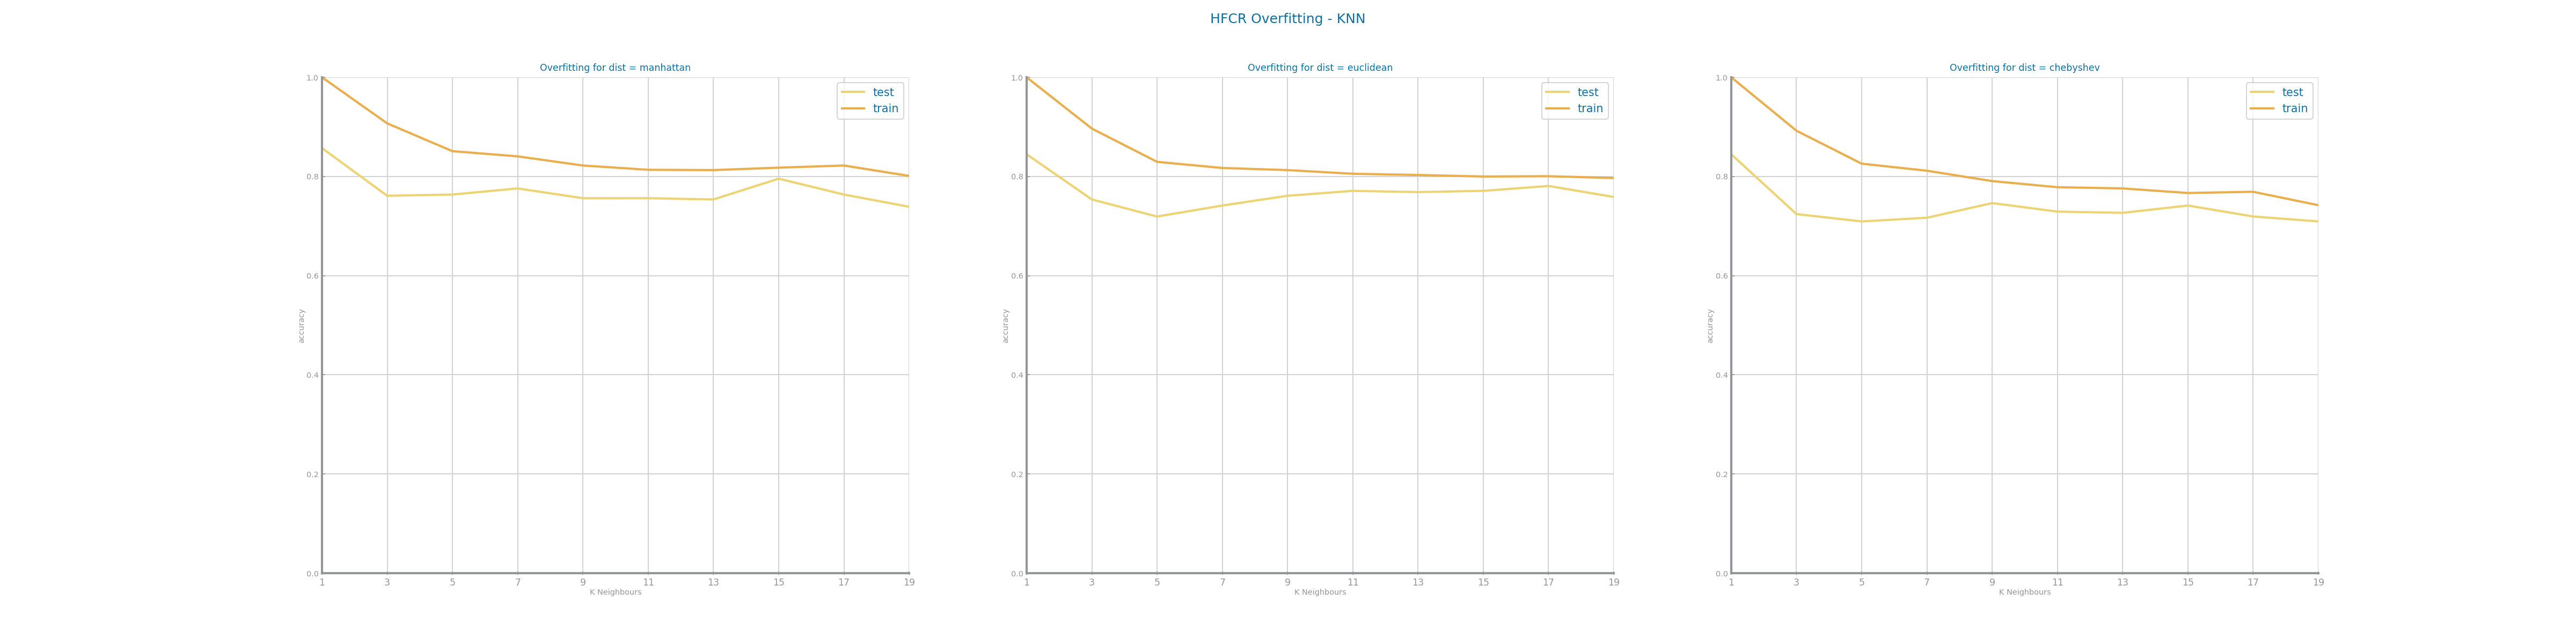 HFCR Overfitting - KNN
Overfitting for dist = manhattan
test
train
1.0
0.8
0.6
0.4
0.2
0.0
accuracy
1 3 5 7 9 11 13 15 17 19
K Neighbours
Overfitting for dist = euclidean
test
train
1.0
0.8
0.6
0.4
0.2
0.0
accuracy
1 3 5 7 9 11 13 15 17 19
K Neighbours
Overfitting for dist = chebyshev
test
train
1.0
0.8
0.6
0.4
0.2
0.0
accuracy
1 3 5 7 9 11 13 15 17 19
K Neighbours